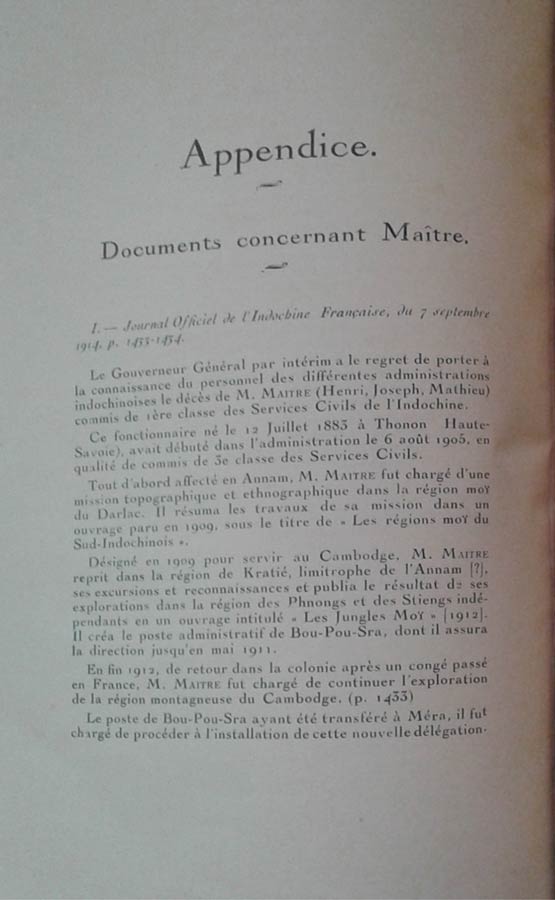 Appendice.
Documents concernant Maître.
I. — Journal Officiel de l'Indochine Française, du 7 septembre
1914, p. 1433-1434.
Le Gouverneur Général par intérim a le regret de porter à
la connaissance du personnel des différentes administrations
indochinoises le décès de M. MAITRE (Henri, Joseph, Mathieu)
commis de 1ère classe des Services Civils de l'Indochine.
Ce fonctionnaire né le 12 Juillet 1883 à Thonon Haute-
Savoie), avait débuté dans l'administration le 6 août 1905, en
qualité de commis de 3e classe des Services Civils.
Tout d'abord affecté en Annam, M. MAITRE fut chargé d'une
mission topographique et ethnographique dans la région moï
du Darlac. Il résuma les travaux de sa mission dans un
ouvrage paru en 1909, sous le titre de « Les régions moï du
Sud-Indochinois ».
Désigné en 1909 pour servir au Cambodge, M. MAITRE
reprit dans la région de Kratié, limitrophe de l'Annam [?],
ses excursions et reconnaissances et publia le résultat de ses
explorations dans la région des Phnongs et des Stiengs indé-
pendants en un ouvrage intitulé « Les Jungles Moï » [1912].
Il créa le poste administratif de Bou-Pou-Sra, dont il assura
la direction jusqu'en mai 1911.
En fin 1912, de retour dans la colonie après un congé passé
en France, M. MAITRE fut chargé de continuer l'exploration
de la région montagneuse du Cambodge. (p. 1433)
Le poste de Bou-Pou-Sra ayant été transféré à Méra, il fut
chargé de procéder à l'installation de cette nouvelle délégation.